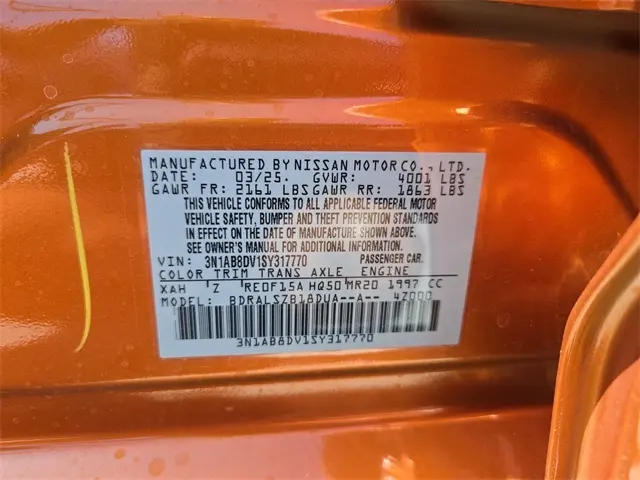 MANUFACTURED BY NISSAN MOTOR CO., LTD.
DATE: 03/25. GVWR: 4001 LBS
GAWR FR: 2161 LBS GAWR RR: 1863 LBS
THIS VEHICLE CONFORMS TO ALL APPLICABLE FEDERAL MOTOR
VEHICLE SAFETY, BUMPER AND THEFT PREVENTION STANDARDS
IN EFFECT ON THE DATE OF MANUFACTURE SHOWN ABOVE.
SEE OWNER'S MANUAL FOR ADDITIONAL INFORMATION.
VIN: 3N1AB8DV1SY317770 PASSENGER CAR.
COLOR TRIM TRANS AXLE ENGINE
XAH 'Z RE0F15A HQ50 MR20 1997 CC
MODEL: BDRALSZB18DUA--A-- 4Z000
3N1AB8DV1SY317770